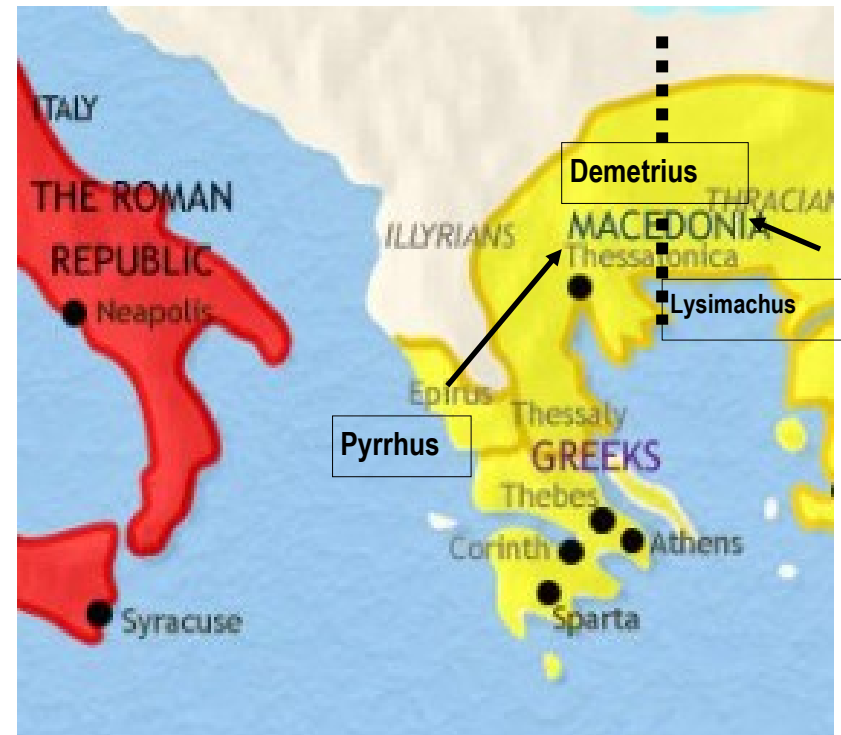 ITALY
THE ROMAN
REPUBLIC
Neapolis
Syracuse
ILLYRIANS
Demetrius
THRACIAN
MACEDONIA
Thessalonica
Lysimachus
Epirus
Pyrrhus
Thessaly
GREEKS
Thebes
Corinth
Athens
Sparta